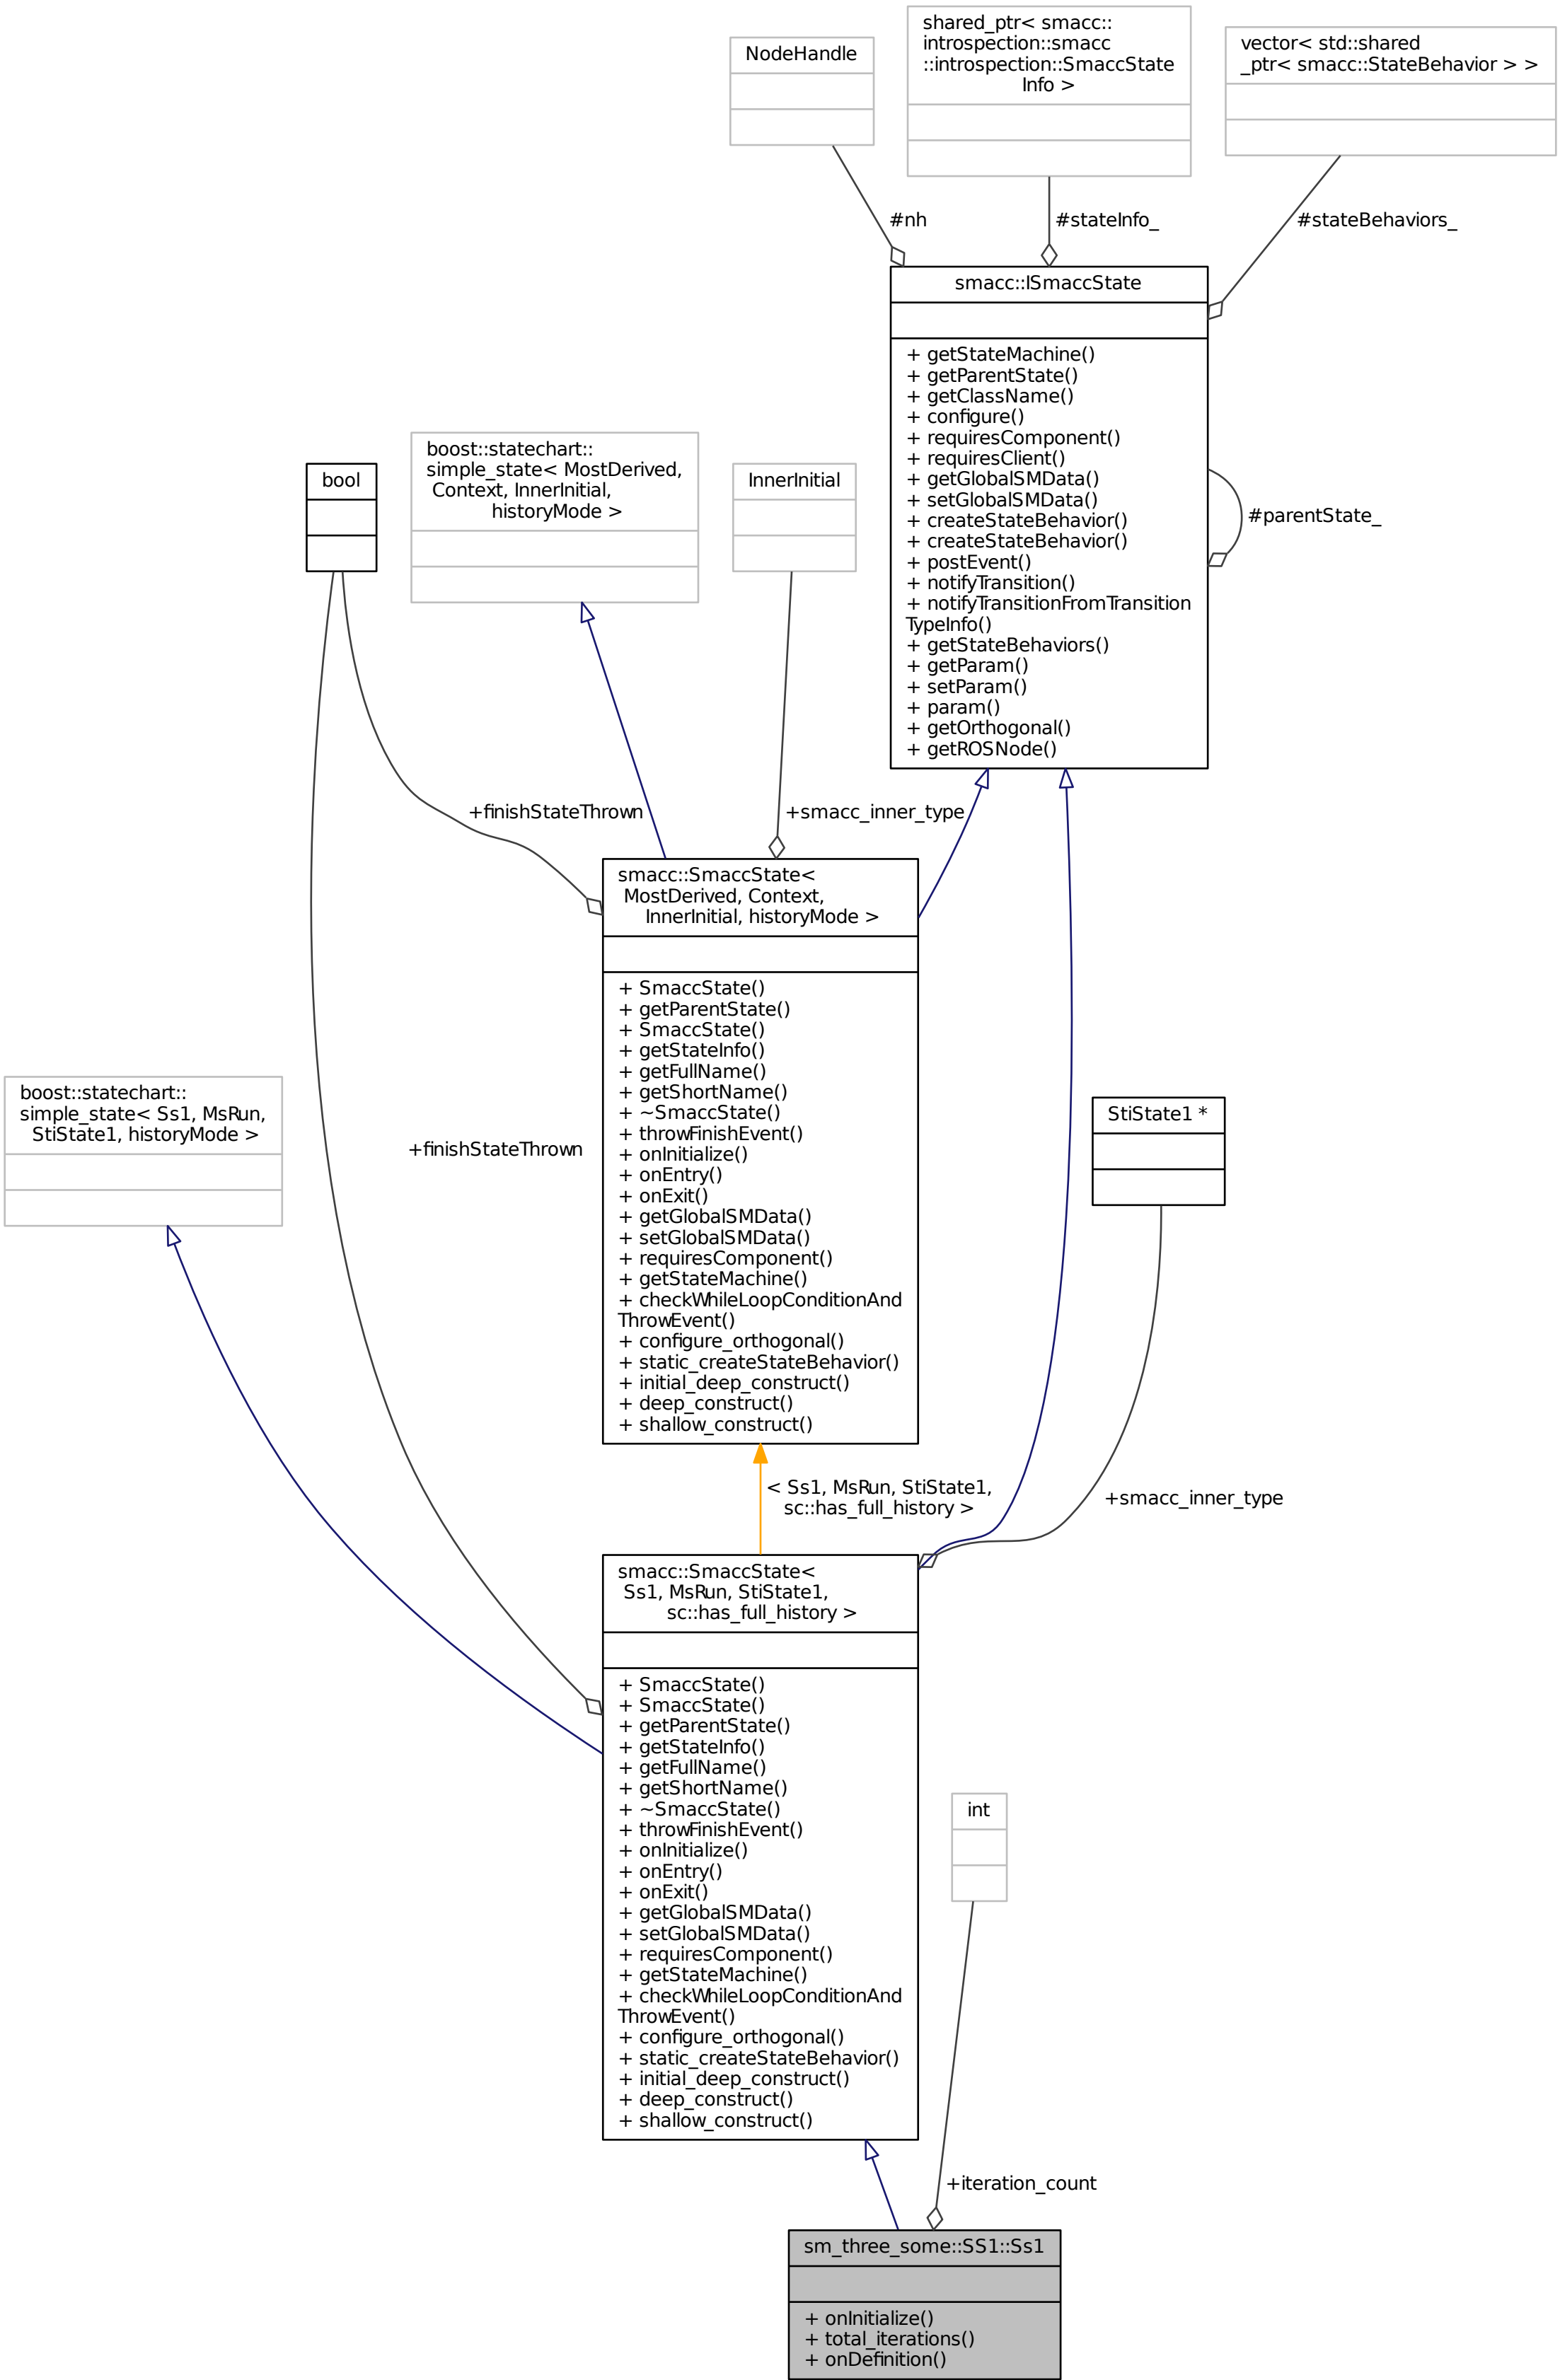 NodeHandle
shared_ptr< smacc::
introspection::smacc
::introspection::SmaccState
Info >
vector< std::shared
_ptr< smacc::StateBehavior > >
#nh
#stateInfo_
#stateBehaviors_
smacc::ISmaccState
+ getStateMachine()
+ getParentState()
+ getClassName()
+ configure()
+ requiresComponent()
+ requiresClient()
+ getGlobalSMData()
+ setGlobalSMData()
+ createStateBehavior()
+ createStateBehavior()
+ postEvent()
+ notifyTransition()
+ notifyTransitionFromTransition
TypeInfo()
+ getStateBehaviors()
+ getParam()
+ setParam()
+ param()
+ getOrthogonal()
+ getROSNode()
#parentState_
bool
boost::statechart::
simple_state< MostDerived,
Context, InnerInitial,
historyMode >
InnerInitial
+finishStateThrown
+smacc_inner_type
smacc::SmaccState<
MostDerived, Context,
InnerInitial, historyMode >
+ SmaccState()
+ getParentState()
+ SmaccState()
+ getStateInfo()
+ getFullName()
+ getShortName()
+ ~SmaccState()
+ throwFinishEvent()
+ onInitialize()
+ onEntry()
+ onExit()
+ getGlobalSMData()
+ setGlobalSMData()
+ requiresComponent()
+ getStateMachine()
+ checkWhileLoopConditionAnd
ThrowEvent()
+ configure_orthogonal()
+ static_createStateBehavior()
+ initial_deep_construct()
+ deep_construct()
+ shallow_construct()
boost::statechart::
simple_state< Ss1, MsRun,
StiState1, historyMode >
+finishStateThrown
StiState1 *
< Ss1, MsRun, StiState1,
sc::has_full_history >
+smacc_inner_type
smacc::SmaccState<
Ss1, MsRun, StiState1,
sc::has_full_history >
+ SmaccState()
+ SmaccState()
+ getParentState()
+ getStateInfo()
+ getFullName()
+ getShortName()
+ ~SmaccState()
+ throwFinishEvent()
+ onInitialize()
+ onEntry()
+ onExit()
+ getGlobalSMData()
+ setGlobalSMData()
+ requiresComponent()
+ getStateMachine()
+ checkWhileLoopConditionAnd
ThrowEvent()
+ configure_orthogonal()
+ static_createStateBehavior()
+ initial_deep_construct()
+ deep_construct()
+ shallow_construct()
int
+iteration_count
sm_three_some::SS1::Ss1
+ onInitialize()
+ total_iterations()
+ onDefinition()